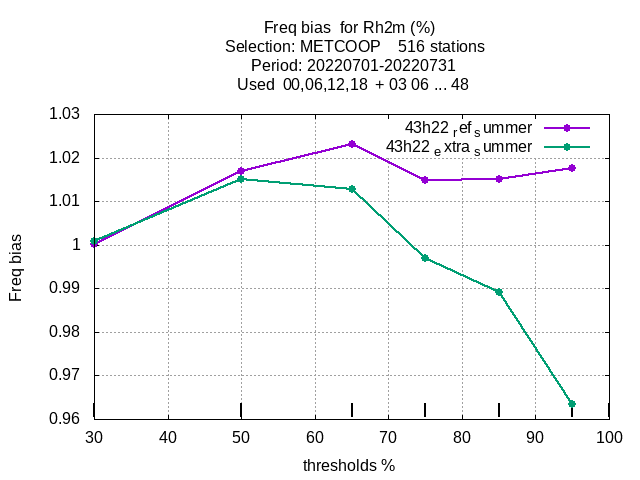 Freq bias  for Rh2m (%)
Selection: METCOOP    516 stations
Period: 20220701-20220731
Used  00,06,12,18  + 03 06 ... 48
43h22 ref summer
43h22 extra summer
1.03
1.02
1.01
1
0.99
0.98
0.97
0.96
Freq bias
30 40 50 60 70 80 90 100
thresholds %